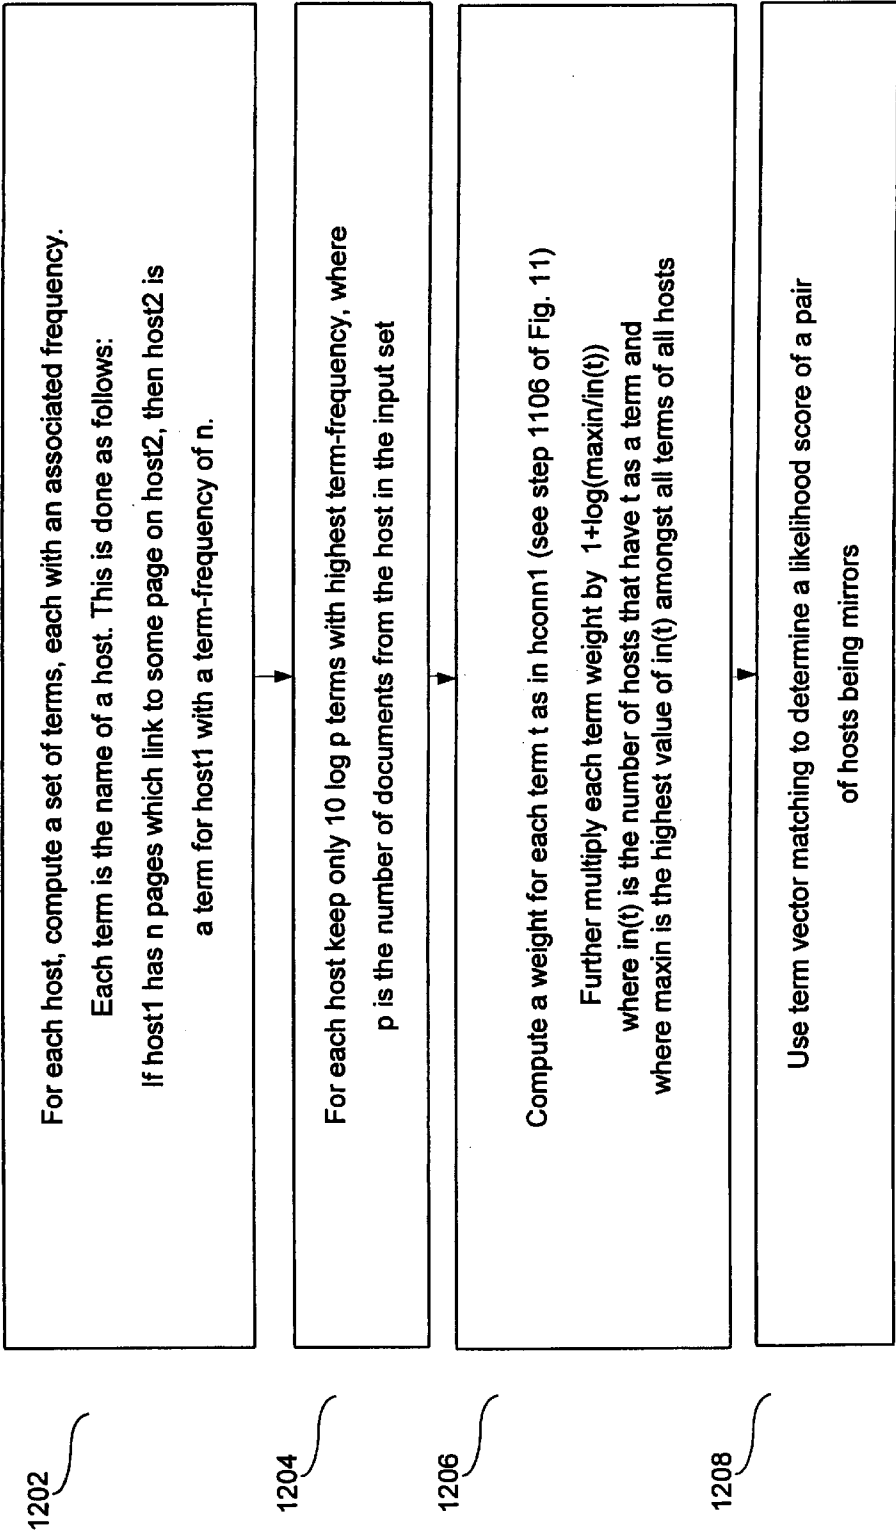 1202
For each host, compute a set of terms, each with an associated frequency.
Each term is the name of a host. This is done as follows:
If host1 has n pages which link to some page on host2, then host2 is
a term for host1 with a term-frequency of n.
1204
For each host keep only 10 log p terms with highest term-frequency, where
p is the number of documents from the host in the input set
1206
Compute a weight for each term t as in hconn1 (see step 1106 of Fig. 11)
Further multiply each term weight by 1+log(maxin/in(t))
where in(t) is the number of hosts that have t as a term and
where maxin is the highest value of in(t) amongst all terms of all hosts
1208
Use term vector matching to determine a likelihood score of a pair
of hosts being mirrors